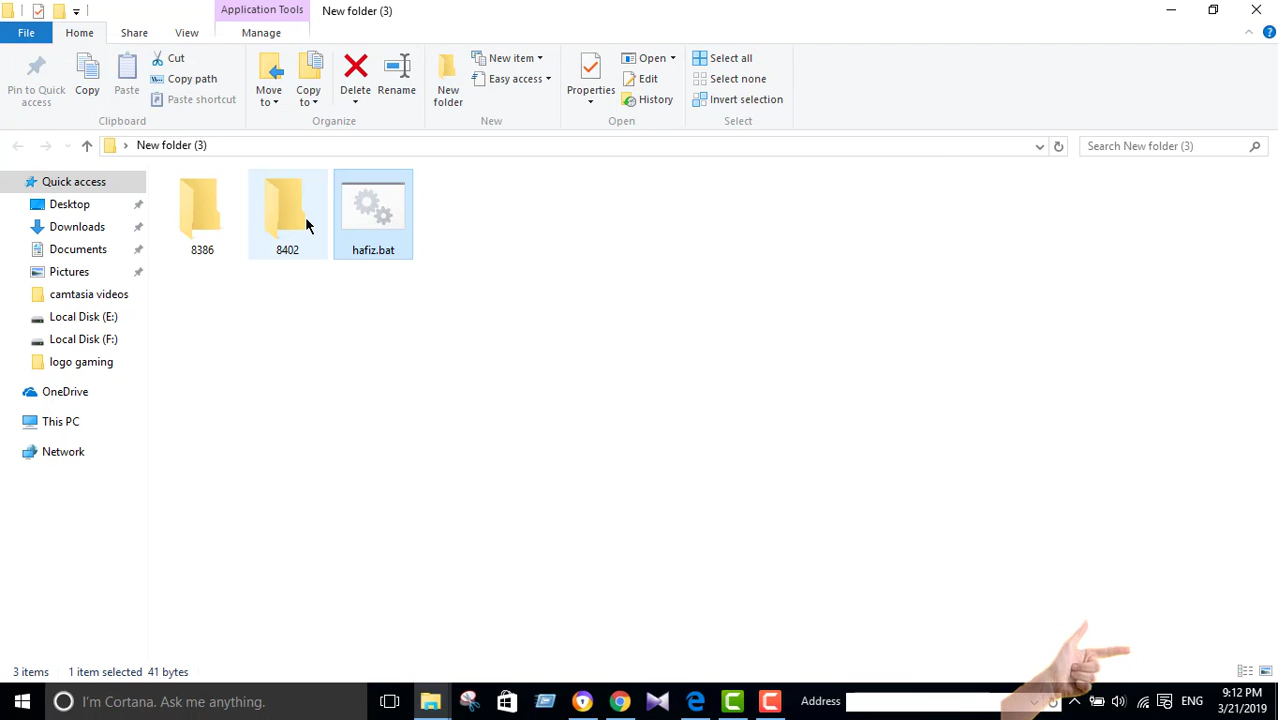 Application Tools
New folder (3)
File
Home
Share
View
Manage
Pin to Quick access
Copy
Paste
Cut
Copy path
Paste shortcut
Clipboard
Move to
Copy to
Delete
Rename
Organize
New folder
New item
Easy access
New
Properties
Open
Edit
History
Open
Select all
Select none
Invert selection
Select
New folder (3)
Search New folder (3)
Quick access
Desktop
Downloads
Documents
Pictures
camtasia videos
Local Disk (E:)
Local Disk (F:)
logo gaming
OneDrive
This PC
Network
8386
8402
hafiz.bat
3 items
1 item selected 41 bytes
I'm Cortana. Ask me anything.
Address
ENG
9:12 PM
3/21/2019